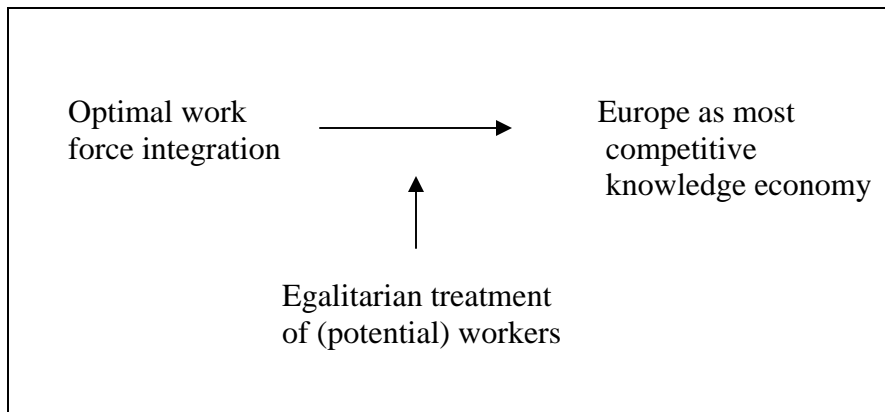 Optimal work
force integration
Europe as most
competitive
knowledge economy
Egalitarian treatment
of (potential) workers